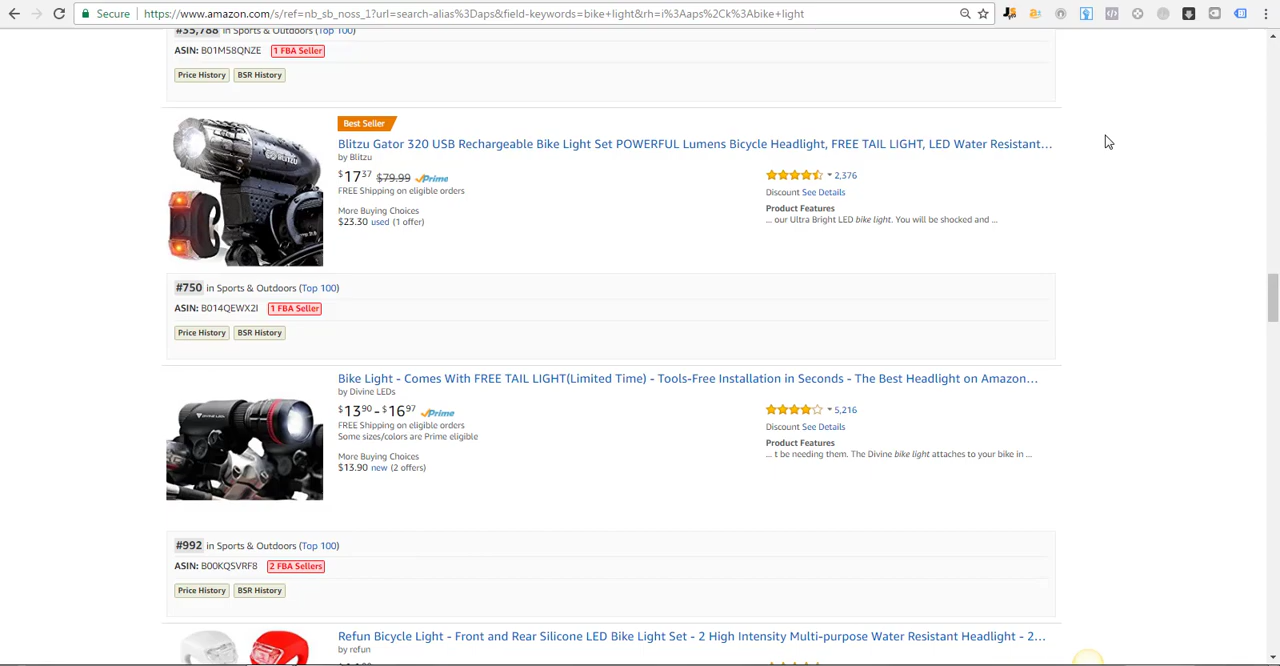 Secure
https://www.amazon.com/s/ref=nb_sb_noss_1?url=search-alias%3Daps&field-keywords=bike+light&rh=i%3Aaps%2Ck%3Abike+light
#35,788 in Sports & Outdoors (Top 100)
ASIN: B01M58QNZE 1 FBA Seller
Price History BSR History
Best Seller
Blitzu Gator 320 USB Rechargeable Bike Light Set POWERFUL Lumens Bicycle Headlight, FREE TAIL LIGHT, LED Water Resistant...
by Blitzu
$17.37 $79.99 Prime
FREE Shipping on eligible orders
More Buying Choices
$23.30 used (1 offer)
2,376
Discount See Details
Product Features
... our Ultra Bright LED bike light. You will be shocked and ...
BLITZU
#750 in Sports & Outdoors (Top 100)
ASIN: B014QEWX2I 1 FBA Seller
Price History BSR History
Bike Light - Comes With FREE TAIL LIGHT(Limited Time) - Tools-Free Installation in Seconds - The Best Headlight on Amazon...
by Divine LEDs
$13.90 - $16.97 Prime
FREE Shipping on eligible orders
Some sizes/colors are Prime eligible
More Buying Choices
$13.90 new (2 offers)
5,216
Discount See Details
Product Features
... t be needing them. The Divine bike light attaches to your bike in ...
DIVINE LEDS
#992 in Sports & Outdoors (Top 100)
ASIN: B00KQSVRF8 2 FBA Sellers
Price History BSR History
Refun Bicycle Light - Front and Rear Silicone LED Bike Light Set - 2 High Intensity Multi-purpose Water Resistant Headlight - 2...
by refun